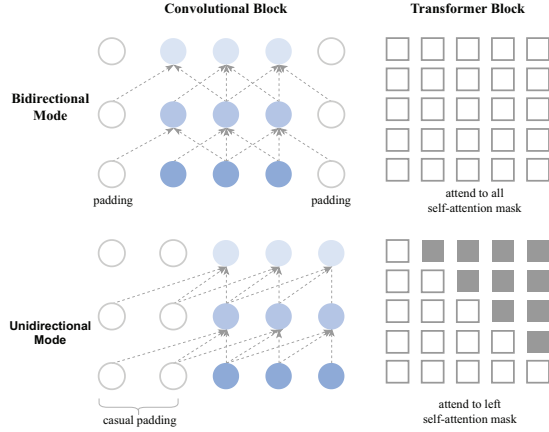 Convolutional Block
Transformer Block
Bidirectional
Mode
padding
padding
attend to all
self-attention mask
Unidirectional
Mode
casual padding
attend to left
self-attention mask